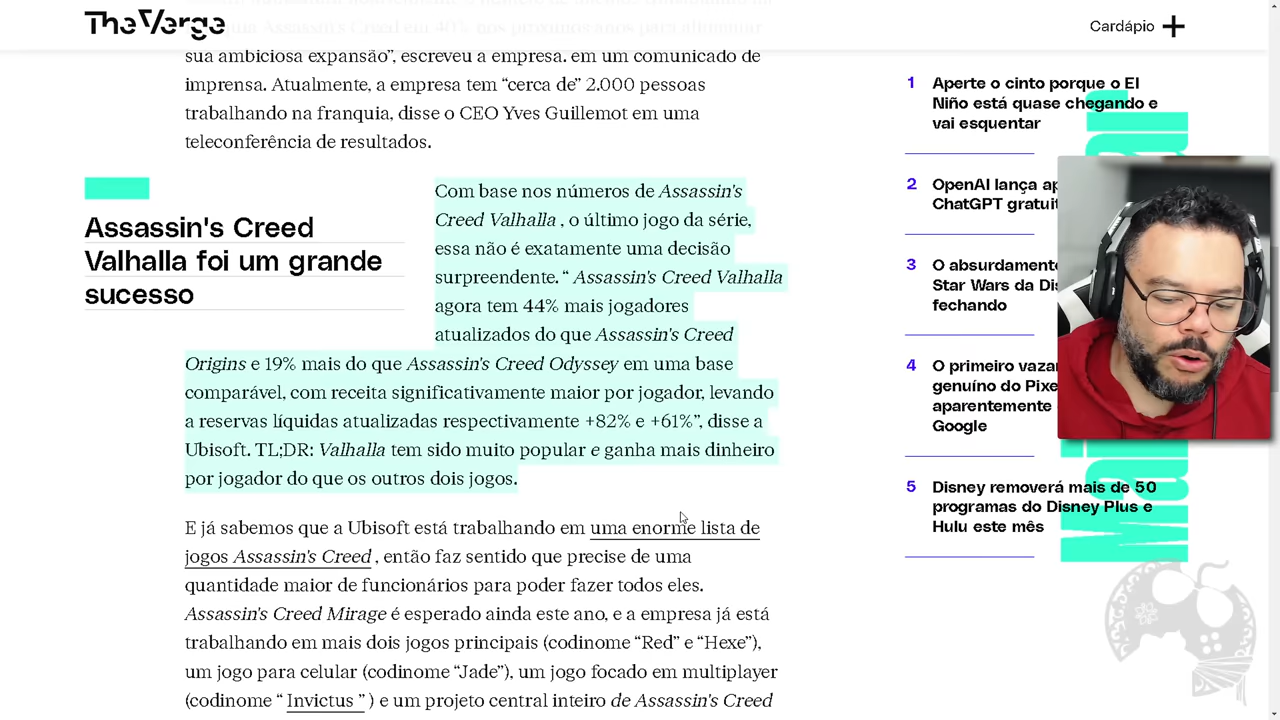 The Verge
Cardápio
sua ambiciosa expansão”, escreveu a empresa. em um comunicado de
imprensa. Atualmente, a empresa tem “cerca de” 2.000 pessoas
trabalhando na franquia, disse o CEO Yves Guillemot em uma
teleconferência de resultados.
Assassin's Creed
Valhalla foi um grande
sucesso
Com base nos números de Assassin's
Creed Valhalla , o último jogo da série,
essa não é exatamente uma decisão
surpreendente. “ Assassin's Creed Valhalla
agora tem 44% mais jogadores
atualizados do que Assassin's Creed
Origins e 19% mais do que Assassin's Creed Odyssey em uma base
comparável, com receita significativamente maior por jogador, levando
a reservas líquidas atualizadas respectivamente +82% e +61%”, disse a
Ubisoft. TL;DR: Valhalla tem sido muito popular e ganha mais dinheiro
por jogador do que os outros dois jogos.
E já sabemos que a Ubisoft está trabalhando em uma enorme lista de
jogos Assassin's Creed , então faz sentido que precise de uma
quantidade maior de funcionários para poder fazer todos eles.
Assassin's Creed Mirage é esperado ainda este ano, e a empresa já está
trabalhando em mais dois jogos principais (codinome “Red” e “Hexe”),
um jogo para celular (codinome “Jade”), um jogo focado em multiplayer
(codinome “ Invictus ” ) e um projeto central inteiro de Assassin's Creed
1 Aperte o cinto porque o El
Niño está quase chegando e
vai esquentar
2 OpenAI lança
ChatGPT
3 O absurdamente
Star Wars da
fechando
4 O primeiro
genuíno do
aparentemente
Google
5 Disney removerá mais de 50
programas do Disney Plus e
Hulu este mês